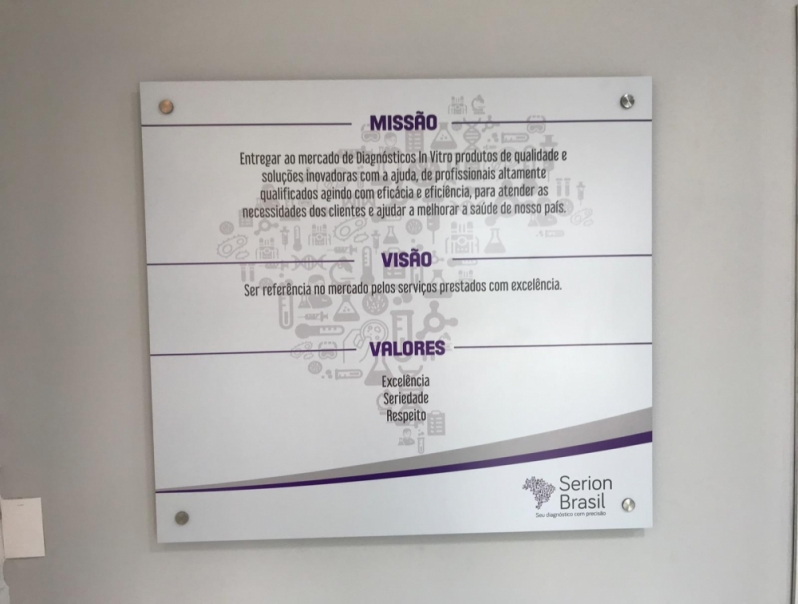 MISSÃO
Entregar ao mercado de Diagnósticos In Vitro produtos de qualidade e
soluções inovadoras com a ajuda, de profissionais altamente
qualificados agindo com eficácia e eficiência, para atender as
necessidades dos clientes e ajudar a melhorar a saúde de nosso país.
VISÃO
Ser referência no mercado pelos serviços prestados com excelência.
VALORES
Excelência
Seriedade
Respeito
Serion
Brasil
Seu diagnóstico com precisão